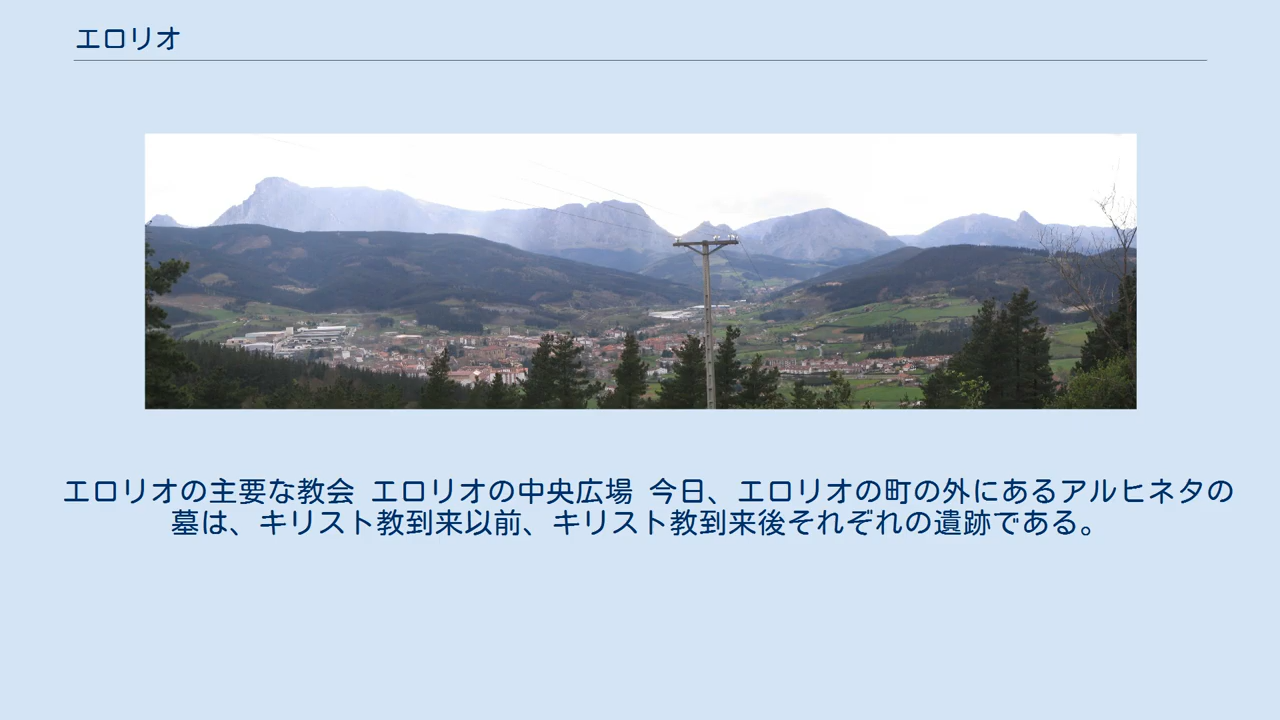 エロリオ
エロリオの主要な教会 エロリオの中央広場 今日、エロリオの町の外にあるアルヒネタの
墓は、キリスト教到来以前、キリスト教到来後それぞれの遺跡である。